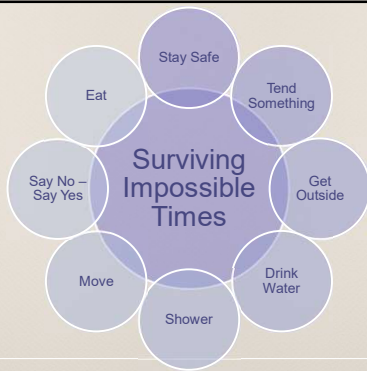 Surviving
Impossible
Times
Stay Safe
Tend
Something
Get
Outside
Drink
Water
Shower
Move
Say No –
Say Yes
Eat